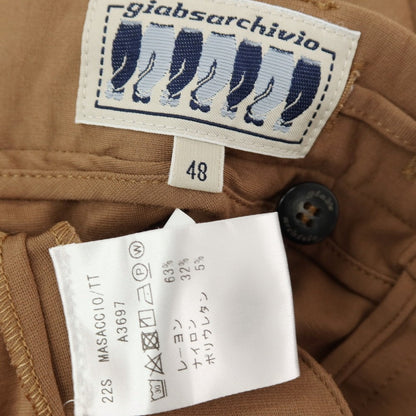 giabsarchivio
48
22S MASACCIO/TT
A3697
63%
32%
5%
レーヨン
ナイロン
ポリウレタン